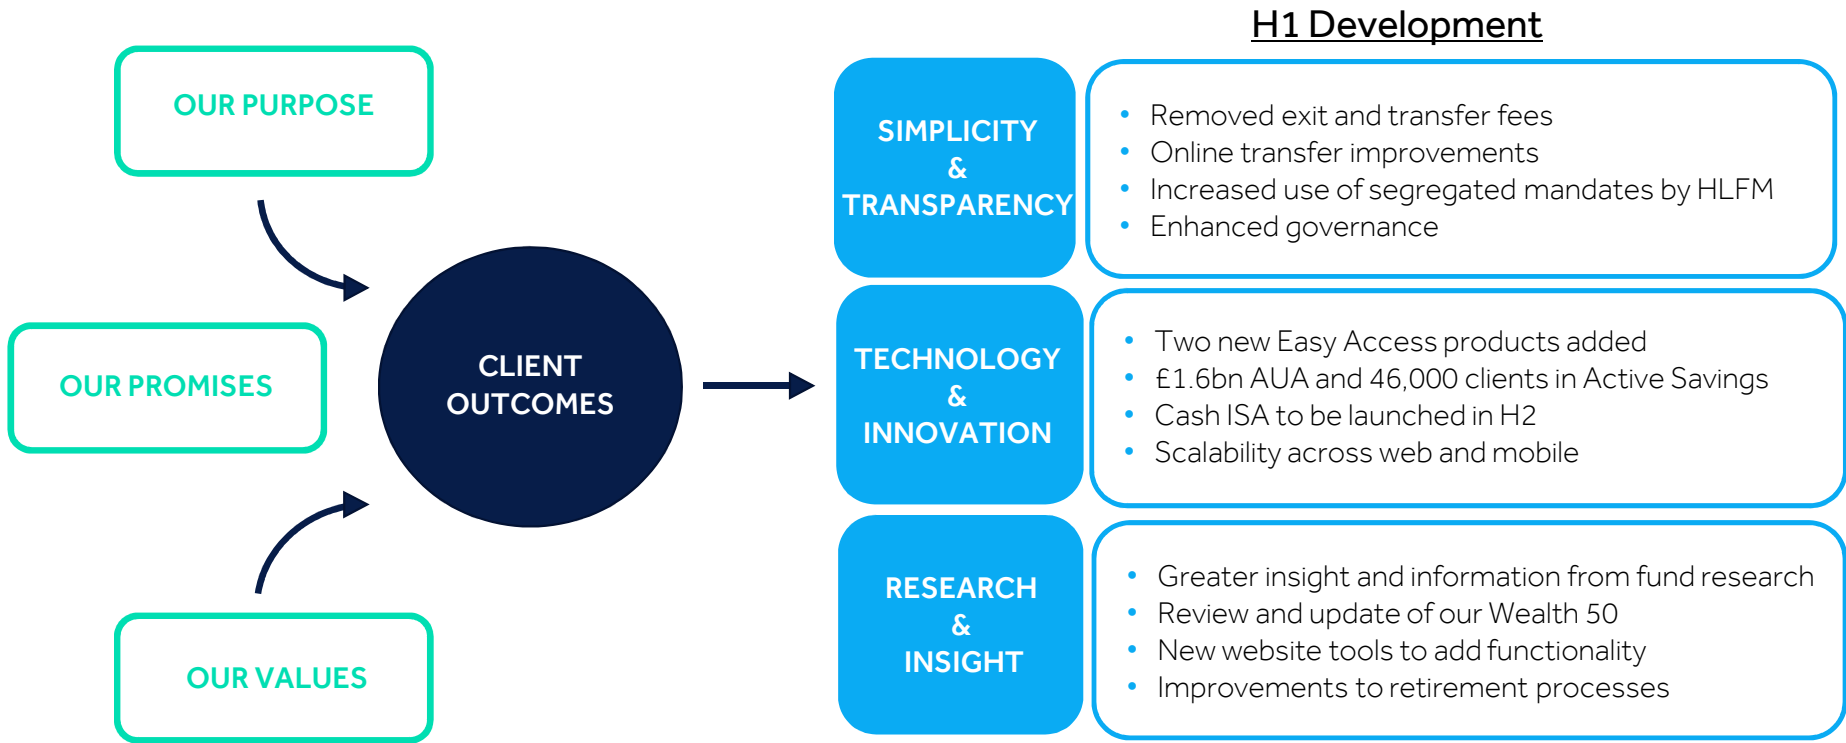 H1 Development
OUR PURPOSE
OUR PROMISES
OUR VALUES
CLIENT
OUTCOMES
SIMPLICITY
&
TRANSPARENCY
• Removed exit and transfer fees
• Online transfer improvements
• Increased use of segregated mandates by HLFM
• Enhanced governance
TECHNOLOGY
&
INNOVATION
• Two new Easy Access products added
• £1.6bn AUA and 46,000 clients in Active Savings
• Cash ISA to be launched in H2
• Scalability across web and mobile
RESEARCH
&
INSIGHT
• Greater insight and information from fund research
• Review and update of our Wealth 50
• New website tools to add functionality
• Improvements to retirement processes